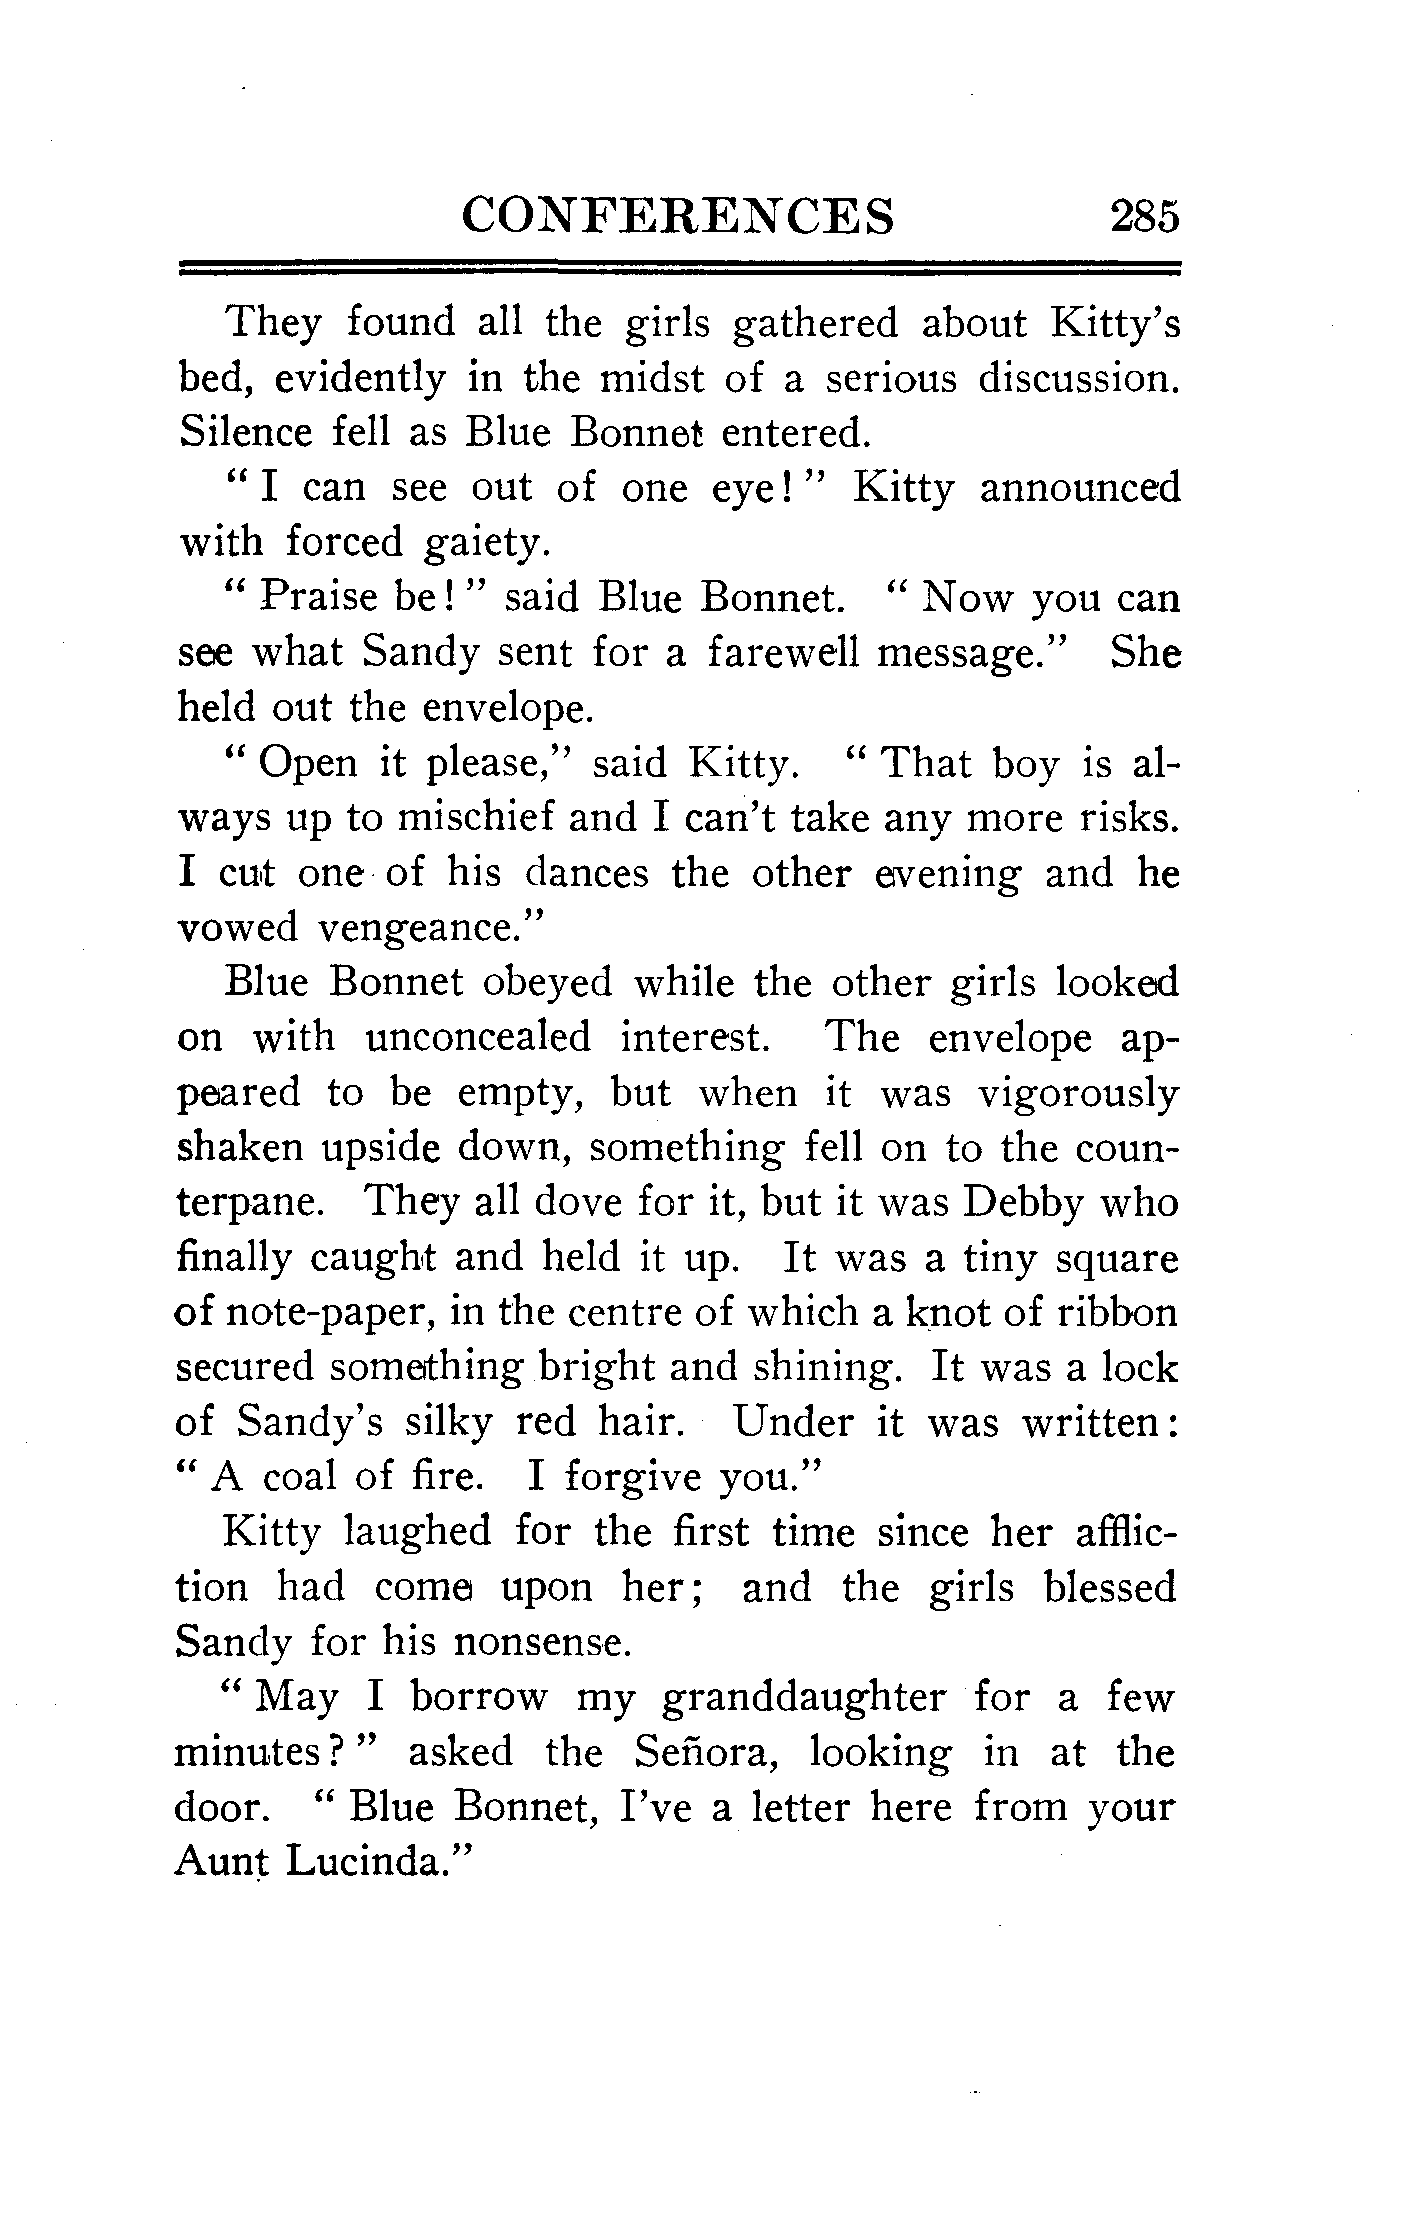 CONFERENCES 285
They found all the girls gathered about Kitty's
bed, evidently in the midst of a serious discussion.
Silence fell as Blue Bonnet entered.
" I can see out of one eye! " Kitty announced
with forced gaiety.
" Praise be! " said Blue Bonnet. " Now you can
see what Sandy sent for a farewell message." She
held out the envelope.
" Open it please," said Kitty. " That boy is al-
ways up to mischief and I can't take any more risks.
I cut one of his dances the other evening and he
vowed vengeance."
Blue Bonnet obeyed while the other girls looked
on with unconcealed interest. The envelope ap-
peared to be empty, but when it was vigorously
shaken upside down, something fell on to the coun-
terpane. They all dove for it, but it was Debby who
finally caught and held it up. It was a tiny square
of note-paper, in the centre of which a knot of ribbon
secured something bright and shining. It was a lock
of Sandy's silky red hair. Under it was written:
" A coal of fire. I forgive you."
Kitty laughed for the first time since her afflic-
tion had come upon her; and the girls blessed
Sandy for his nonsense.
" May I borrow my granddaughter for a few
minutes? " asked the Señora, looking in at the
door. " Blue Bonnet, I've a letter here from your
Aunt Lucinda."